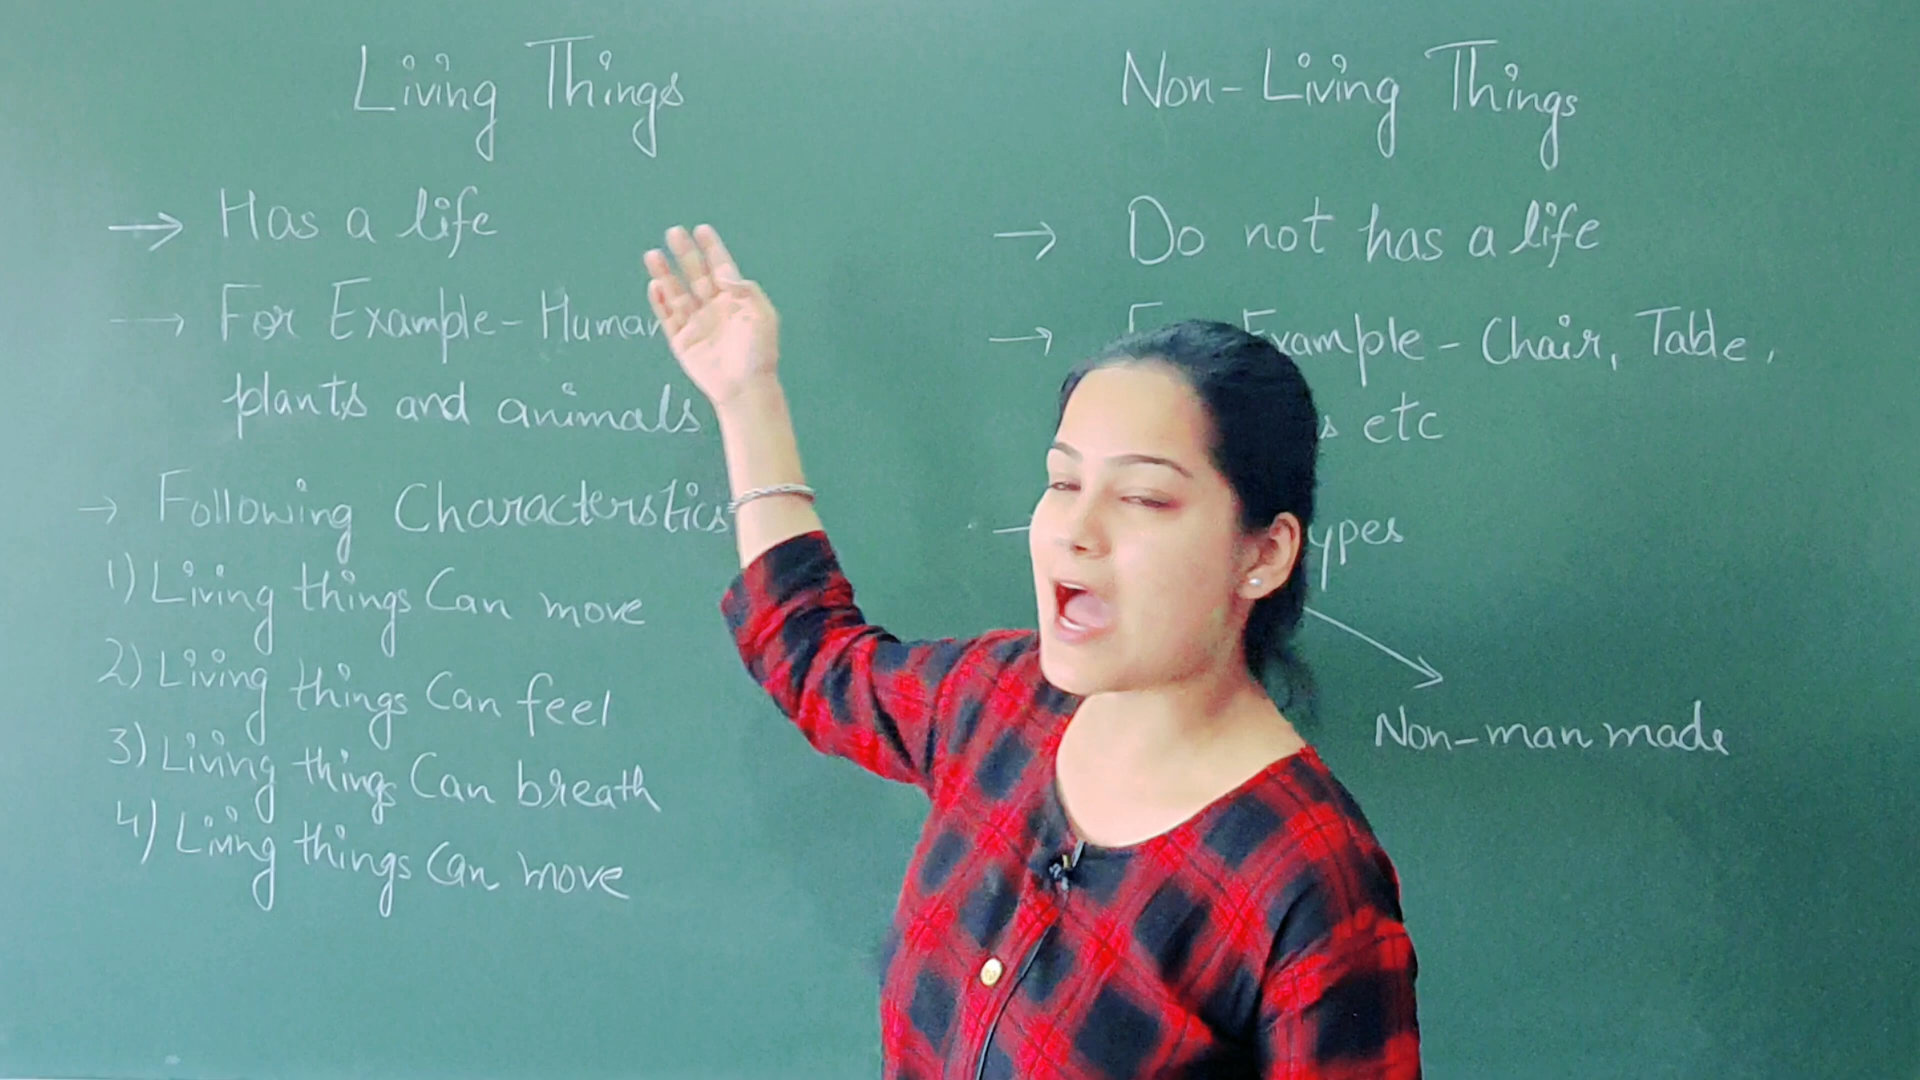 Living Things
→ Has a life
→ For Example - Human
plants and animals
→ Following Characterstics
1) Living things Can move
2) Living things Can feel
3) Living things Can breath
4) Living things Can move
Non-Living Things
→ Do not has a life
→ Example - Chair, Table,
etc
Non-man made